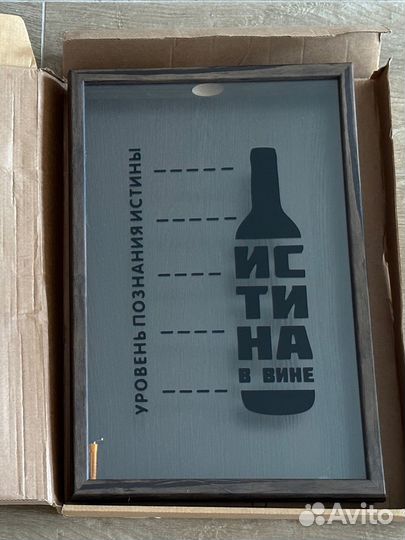 УРОВЕНЬ ПОЗНАНИЯ ИСТИНЫ
ИС
ТИ
НА
В ВИНЕ
Avito